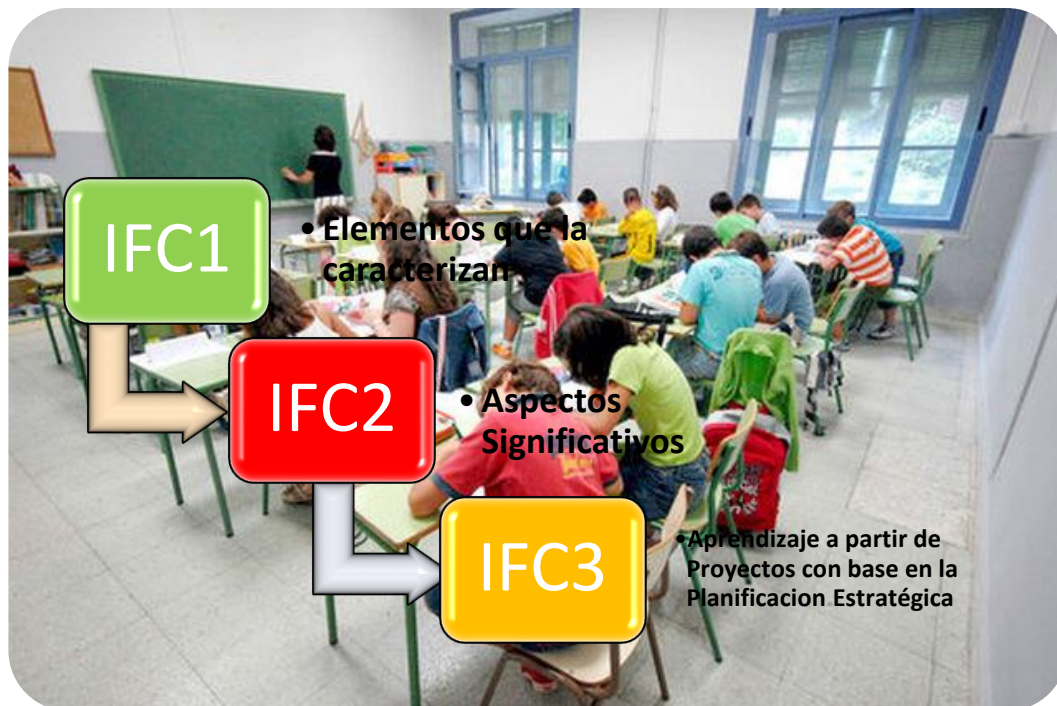 IFC1
• Elementos que la
caracterizan
IFC2
• Aspectos
Significativos
IFC3
•Aprendizaje a partir de
Proyectos con base en la
Planificacion Estratégica